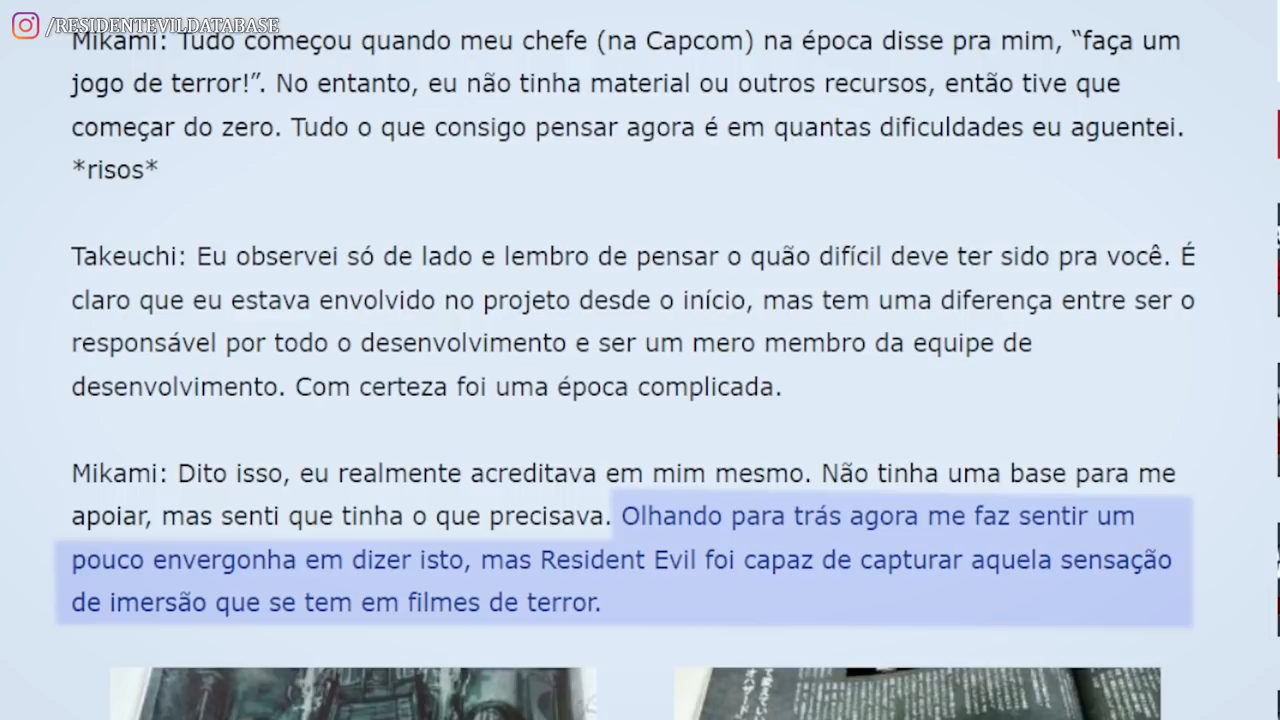 /RESIDENTEVILDATABASE
Mikami: Tudo começou quando meu chefe (na Capcom) na época disse pra mim, “faça um
jogo de terror!”. No entanto, eu não tinha material ou outros recursos, então tive que
começar do zero. Tudo o que consigo pensar agora é em quantas dificuldades eu aguentei.
*risos*
Takeuchi: Eu observei só de lado e lembro de pensar o quão difícil deve ter sido pra você. É
claro que eu estava envolvido no projeto desde o início, mas tem uma diferença entre ser o
responsável por todo o desenvolvimento e ser um mero membro da equipe de
desenvolvimento. Com certeza foi uma época complicada.
Mikami: Dito isso, eu realmente acreditava em mim mesmo. Não tinha uma base para me
apoiar, mas senti que tinha o que precisava. Olhando para trás agora me faz sentir um
pouco envergonha em dizer isto, mas Resident Evil foi capaz de capturar aquela sensação
de imersão que se tem em filmes de terror.